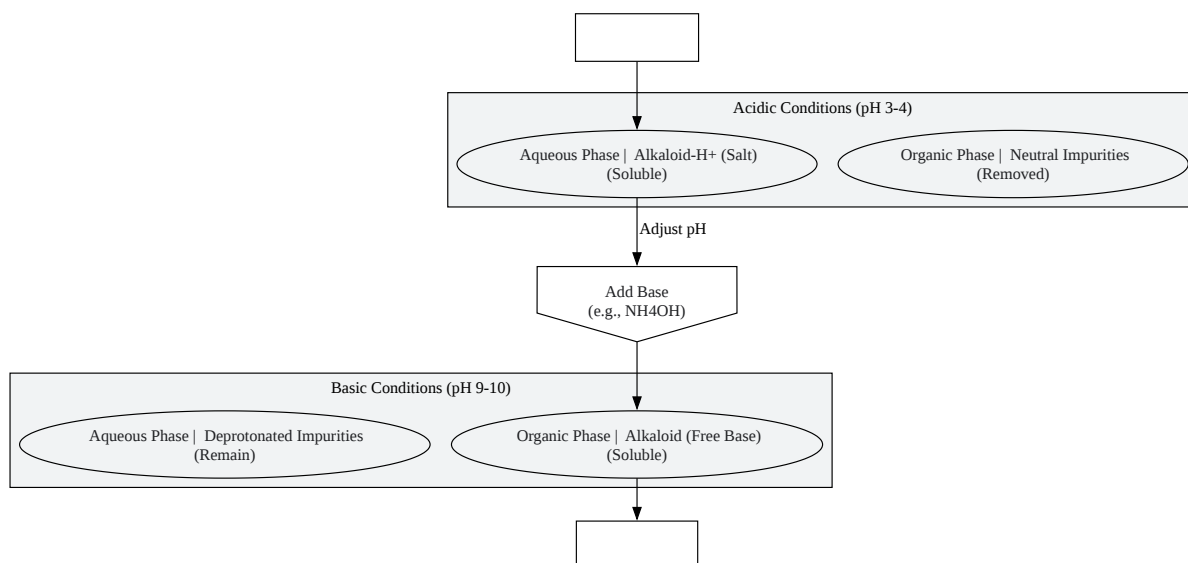 Acidic Conditions (pH 3-4)
Aqueous Phase | Alkaloid-H+ (Salt)
(Soluble)
Organic Phase | Neutral Impurities
(Removed)
Adjust pH
Add Base
(e.g., NH4OH)
Basic Conditions (pH 9-10)
Aqueous Phase | Deprotonated Impurities
(Remain)
Organic Phase | Alkaloid (Free Base)
(Soluble)